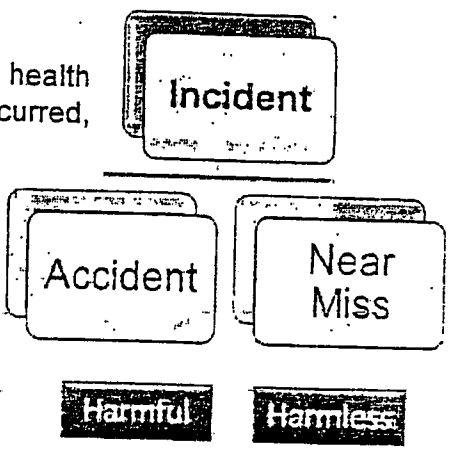 health
curred,
Incident
Accident
Near
Miss
Harmful
Harmless